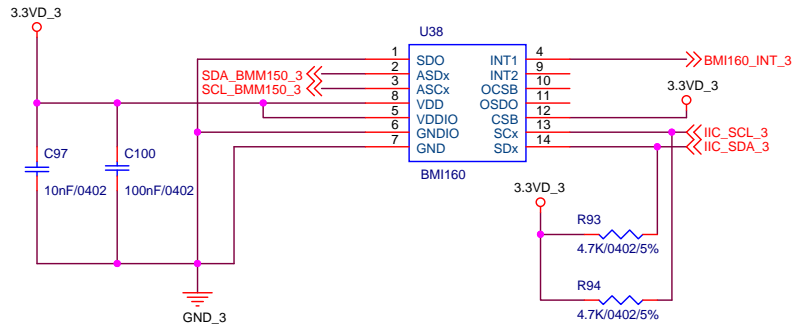 3.3VD_3
U38
1 SDO INT1 4 BMI160_INT_3
SDA_BMM150_3 2 ASDx INT2 9
SCL_BMM150_3 3 ASCx OCSB 10
8 VDD OSDO 11
3.3VD_3
5 VDDIO CSB 12
6 GNDIO SCx 13 IIC_SCL_3
7 GND SDx 14 IIC_SDA_3
BMI160
C97
10nF/0402
C100
100nF/0402
3.3VD_3
R93
4.7K/0402/5%
R94
4.7K/0402/5%
GND_3